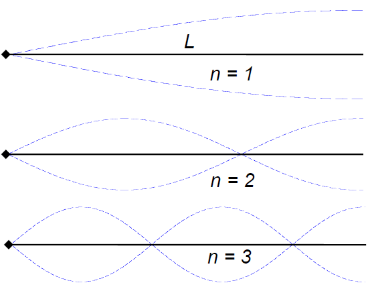 L
n = 1
n = 2
n = 3